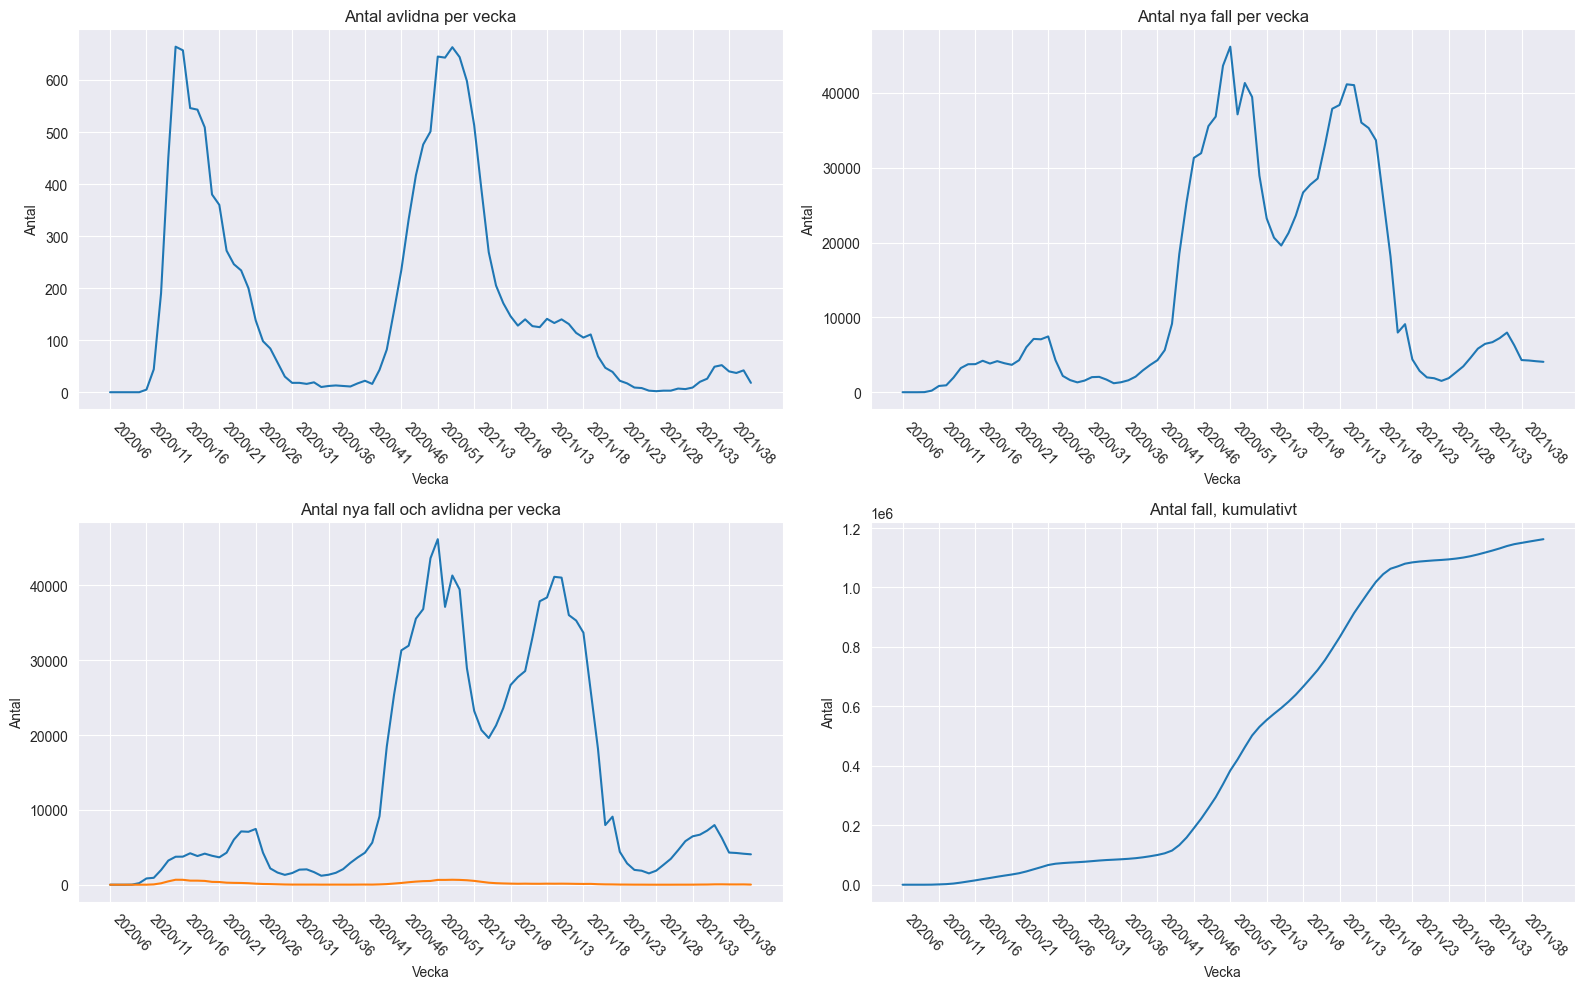 Antal avlidna per vecka
Antal
600
500
400
300
200
100
0
2020v6
2020v11
2020v16
2020v21
2020v26
2020v31
2020v36
2020v41
2020v46
2020v51
2021v3
2021v8
2021v13
2021v18
2021v23
2021v28
2021v33
2021v38
Vecka
Antal nya fall per vecka
Antal
40000
30000
20000
10000
0
2020v6
2020v11
2020v16
2020v21
2020v26
2020v31
2020v36
2020v41
2020v46
2020v51
2021v3
2021v8
2021v13
2021v18
2021v23
2021v28
2021v33
2021v38
Vecka
Antal nya fall och avlidna per vecka
Antal
40000
30000
20000
10000
0
2020v6
2020v11
2020v16
2020v21
2020v26
2020v31
2020v36
2020v41
2020v46
2020v51
2021v3
2021v8
2021v13
2021v18
2021v23
2021v28
2021v33
2021v38
Vecka
Antal fall, kumulativt
1e6
Antal
1.2
1.0
0.8
0.6
0.4
0.2
0.0
2020v6
2020v11
2020v16
2020v21
2020v26
2020v31
2020v36
2020v41
2020v46
2020v51
2021v3
2021v8
2021v13
2021v18
2021v23
2021v28
2021v33
2021v38
Vecka